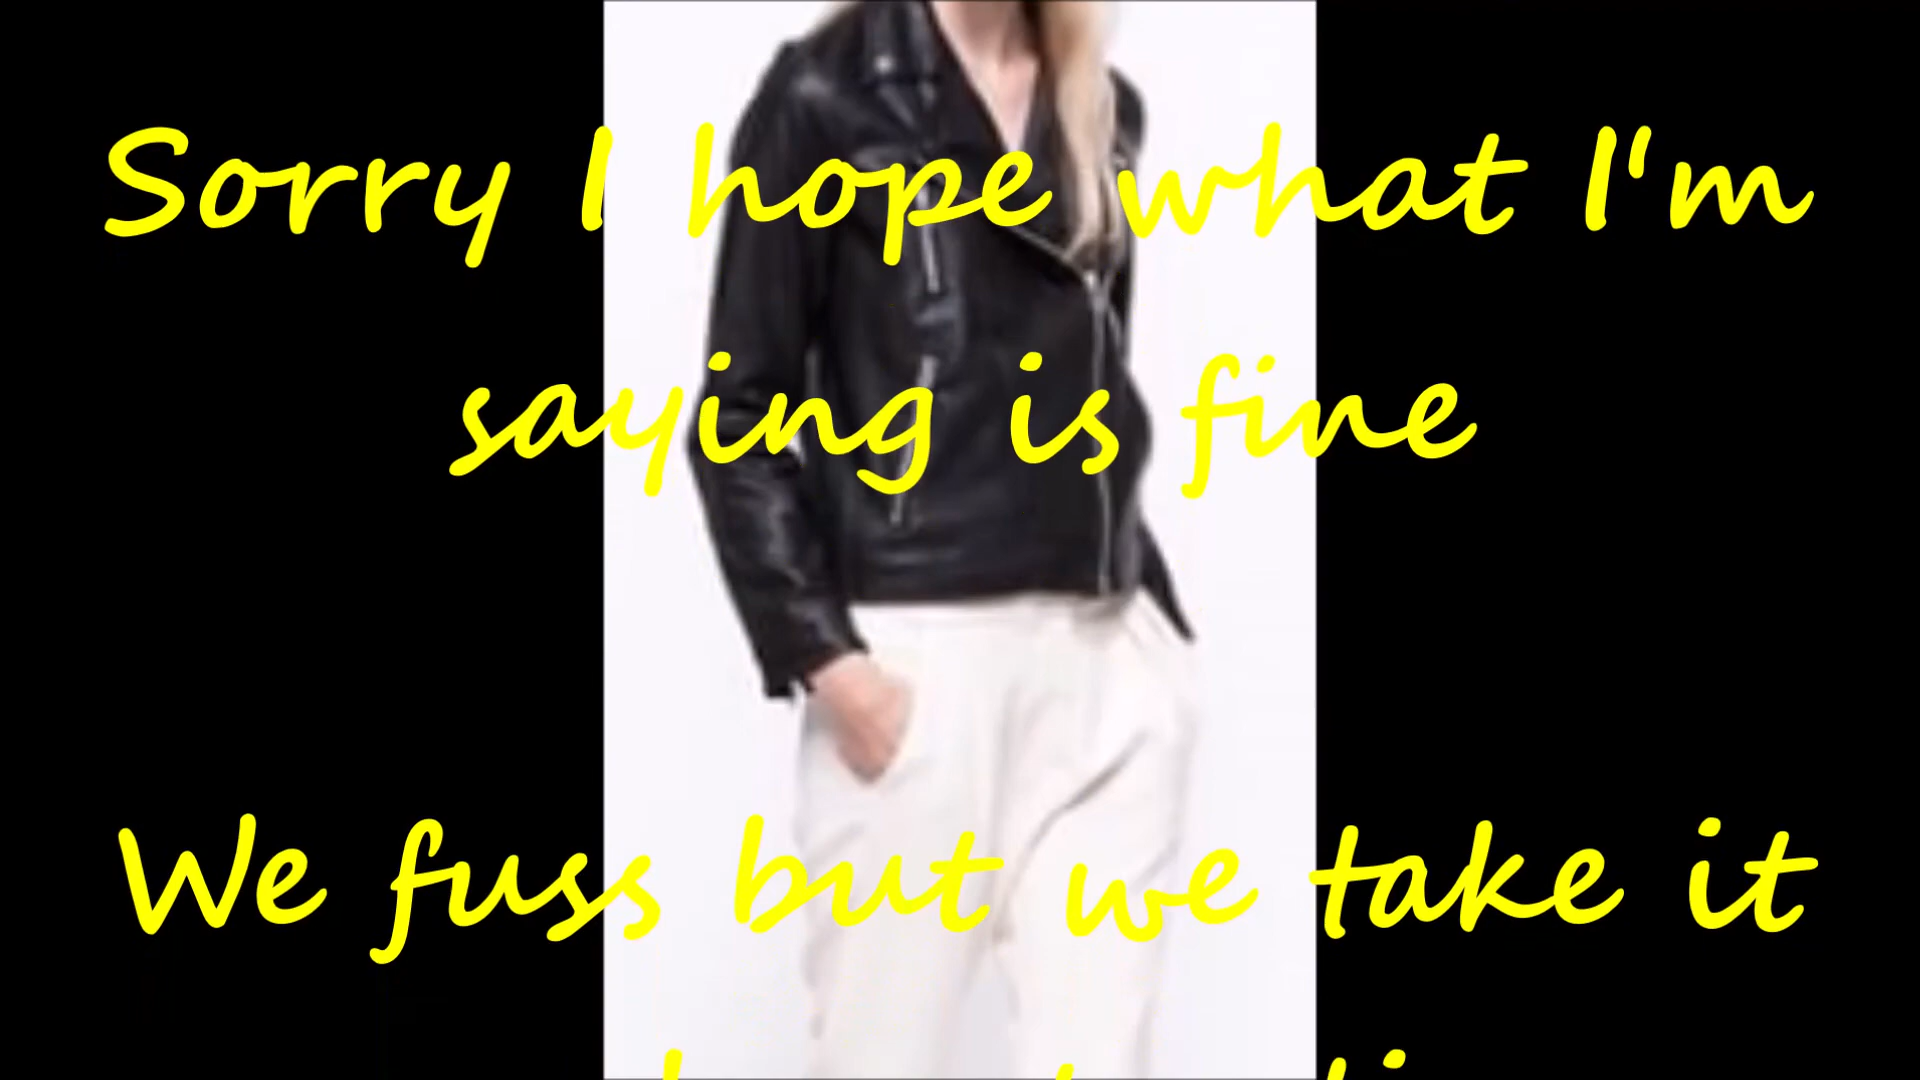 Sorry I hope what I'm
saying is fine
We fuss but we take it